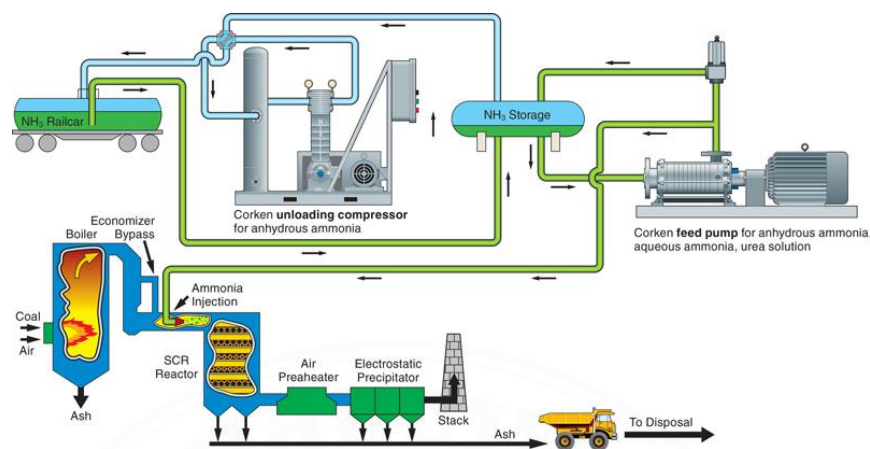 NH₃ Railcar
NH₃ Storage
Corken unloading compressor
for anhydrous ammonia
Corken feed pump for anhydrous ammonia,
aqueous ammonia, urea solution
Economizer
Bypass
Boiler
Ammonia
Injection
Coal
Air
SCR
Reactor
Air
Preheater
Electrostatic
Precipitator
Ash
Stack
Ash
To Disposal